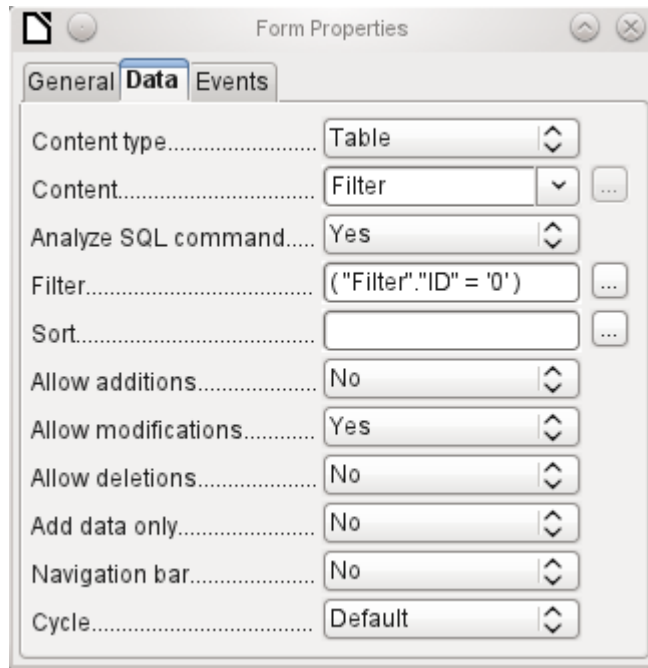 Form Properties
General Data Events
Content type........................ Table
Content................................ Filter ...
Analyze SQL command..... Yes
Filter.................................... ( "Filter"."ID" = '0' ) ...
Sort..................................... ...
Allow additions.................... No
Allow modifications............ Yes
Allow deletions.................... No
Add data only...................... No
Navigation bar..................... No
Cycle................................... Default